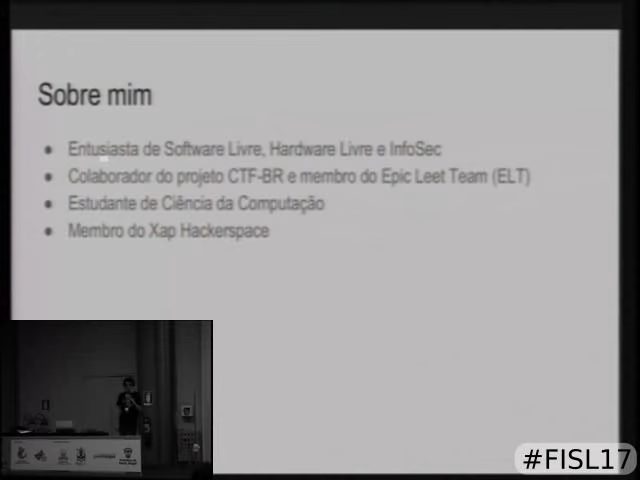 Sobre mim
Entusiasta de Software Livre, Hardware Livre e InfoSec
Colaborador do projeto CTF-BR e membro do Epic Leet Team (ELT)
Estudante de Ciência da Computação
Membro do Xap Hackerspace
#FISL17